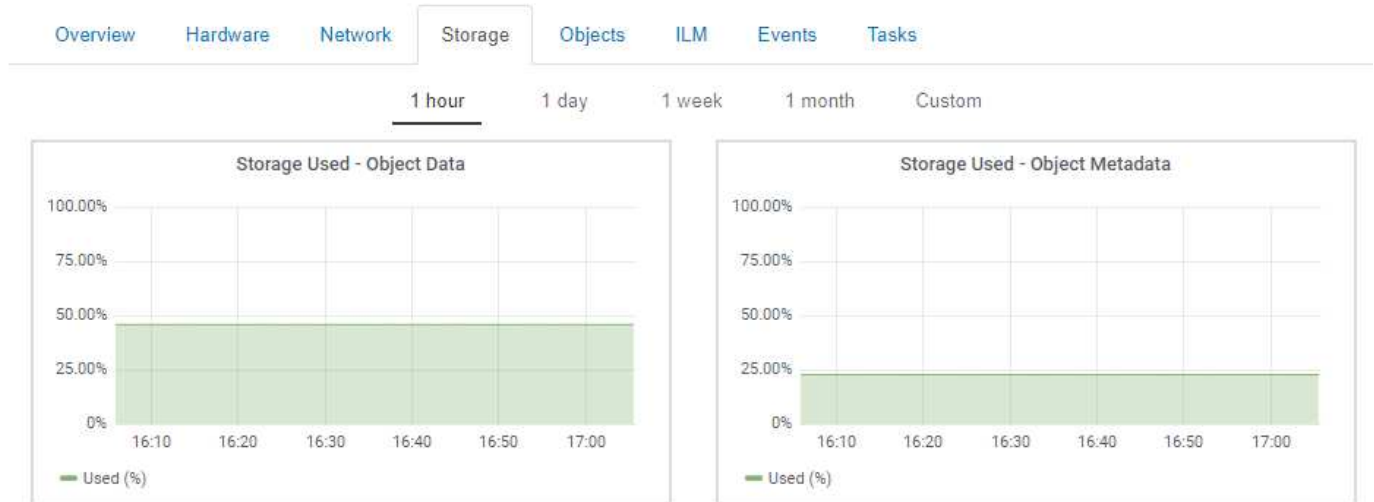 Overview Hardware Network Storage Objects ILM Events Tasks
1 hour 1 day 1 week 1 month Custom
Storage Used - Object Data
100.00%
75.00%
50.00%
25.00%
0%
16:10 16:20 16:30 16:40 16:50 17:00
Used (%)
Storage Used - Object Metadata
100.00%
75.00%
50.00%
25.00%
0%
16:10 16:20 16:30 16:40 16:50 17:00
Used (%)